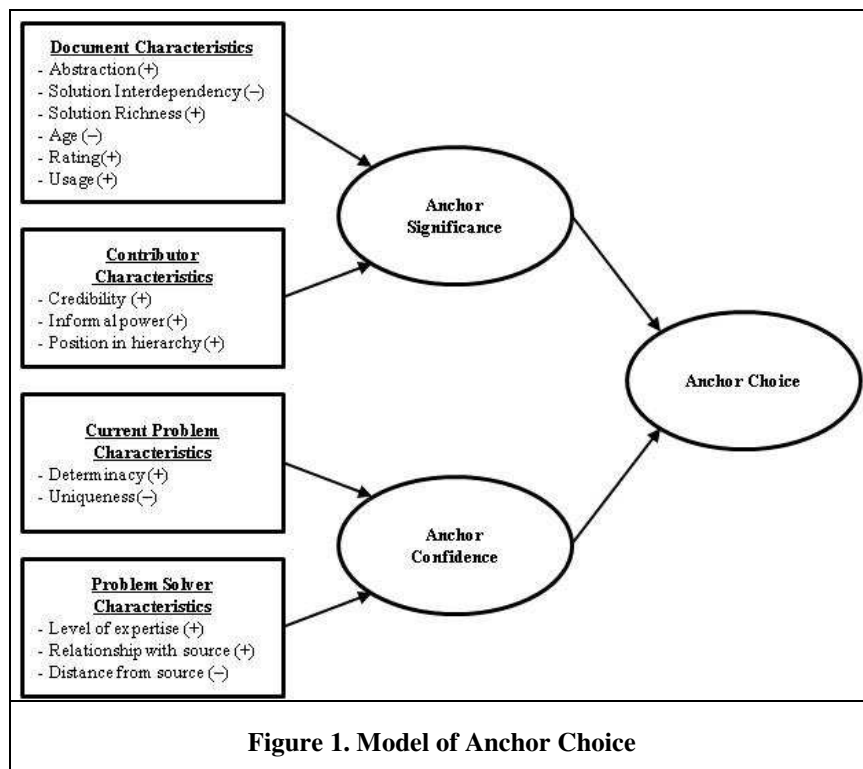 Document Characteristics
- Abstraction (+)
- Solution Interdependency (–)
- Solution Richness (+)
- Age (–)
- Rating(+)
- Usage (+)
Contributor
Characteristics
- Credibility (+)
- Informal power (+)
- Position in hierarchy (+)
Current Problem
Characteristics
- Determinacy (+)
- Uniqueness (–)
Problem Solver
Characteristics
- Level of expertise (+)
- Relationship with source (+)
- Distance from source (–)
Anchor
Significance
Anchor
Confidence
Anchor Choice
Figure 1. Model of Anchor Choice